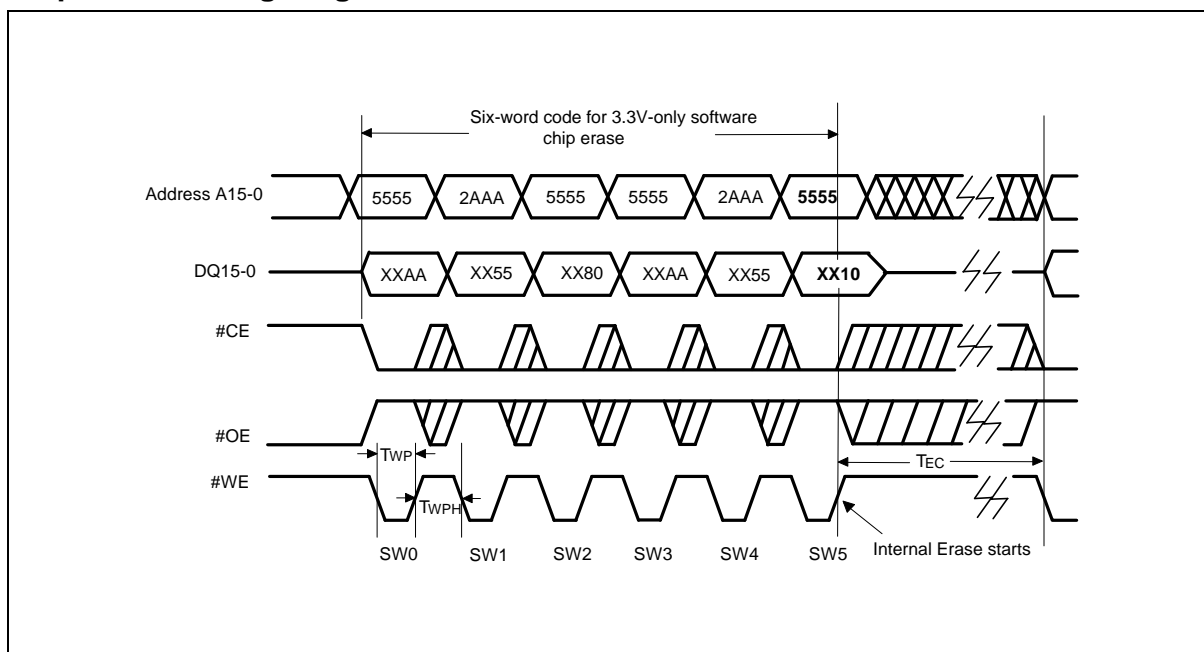 Six-word code for 3.3V-only software
chip erase
Address A15-0
5555
2AAA
5555
5555
2AAA
5555
DQ15-0
XXAA
XX55
XX80
XXAA
XX55
XX10
#CE
#OE
TWP
TEC
#WE
TWPH
SW0
SW1
SW2
SW3
SW4
SW5
Internal Erase starts